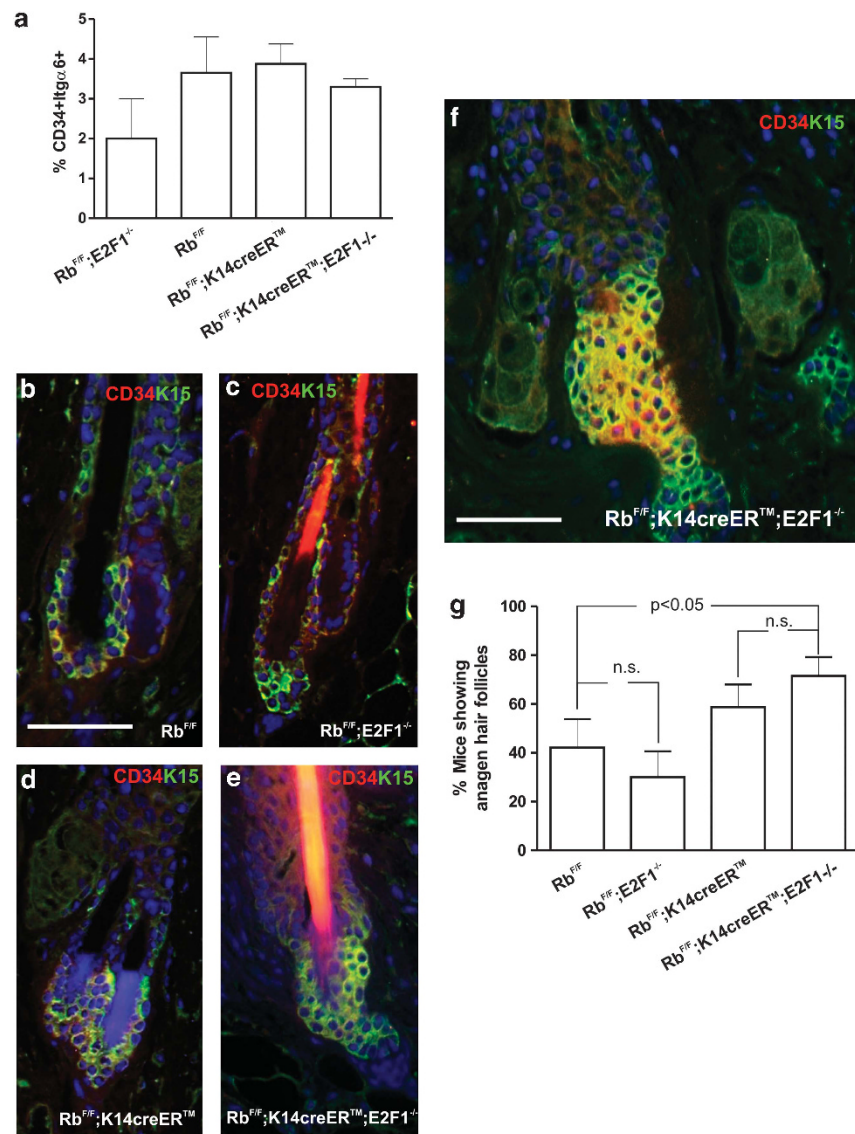 a
% CD34+Itgα6+
5
4
3
2
1
0
Rb^F/F;E2F1^-/-
Rb^F/F
Rb^F/F;K14creER^TM
Rb^F/F;K14creER^TM;E2F1-/-
b
CD34K15
Rb^F/F
c
CD34K15
Rb^F/F;E2F1^-/-
d
CD34K15
Rb^F/F;K14creER^TM
e
CD34K15
Rb^F/F;K14creER^TM;E2F1^-/-
f
CD34K15
Rb^F/F;K14creER^TM;E2F1^-/-
g
% Mice showing
anagen hair follicles
100
80
60
40
20
0
p<0.05
n.s.
n.s.
Rb^F/F
Rb^F/F;E2F1^-/-
Rb^F/F;K14creER^TM
Rb^F/F;K14creER^TM;E2F1-/-